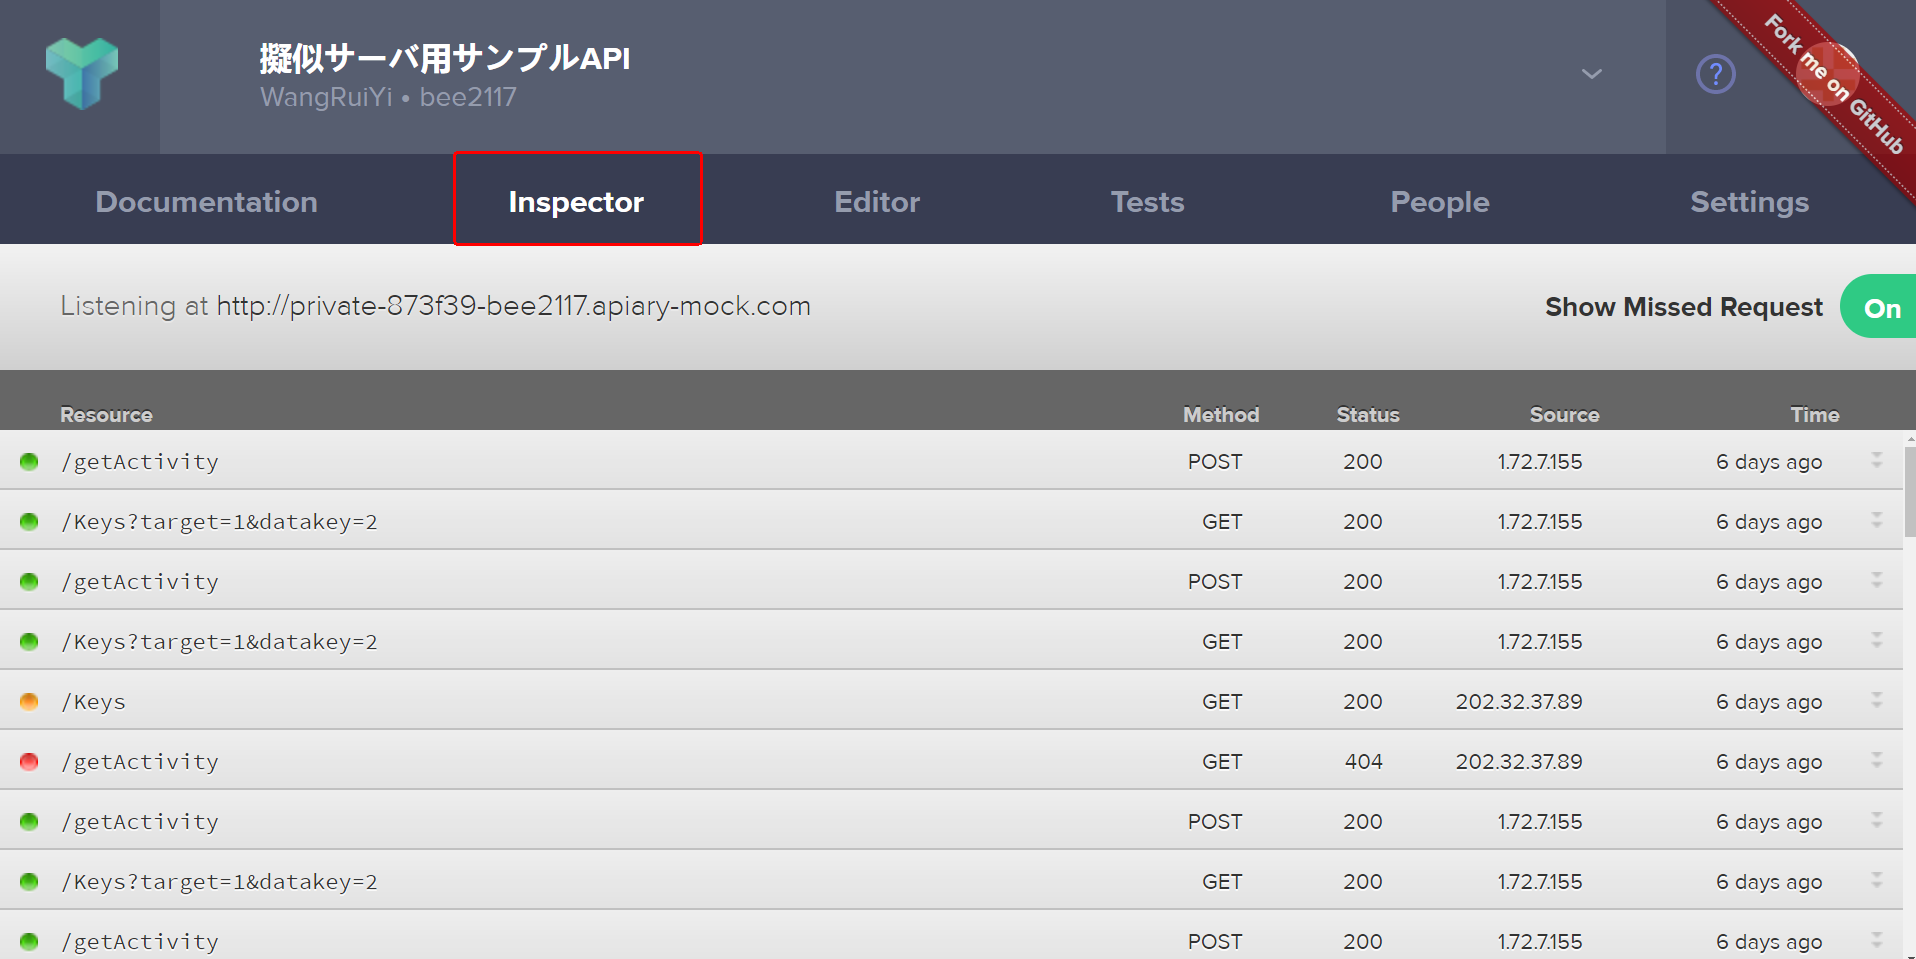 擬似サーバ用サンプルAPI
WangRuiYi • bee2117
?
Fork me on GitHub
Documentation Inspector Editor Tests People Settings
Listening at http://private-873f39-bee2117.apiary-mock.com Show Missed Request On
Resource Method Status Source Time
/getActivity POST 200 1.72.7.155 6 days ago
/Keys?target=1&datakey=2 GET 200 1.72.7.155 6 days ago
/getActivity POST 200 1.72.7.155 6 days ago
/Keys?target=1&datakey=2 GET 200 1.72.7.155 6 days ago
/Keys GET 200 202.32.37.89 6 days ago
/getActivity GET 404 202.32.37.89 6 days ago
/getActivity POST 200 1.72.7.155 6 days ago
/Keys?target=1&datakey=2 GET 200 1.72.7.155 6 days ago
/getActivity POST 200 1.72.7.155 6 days ago